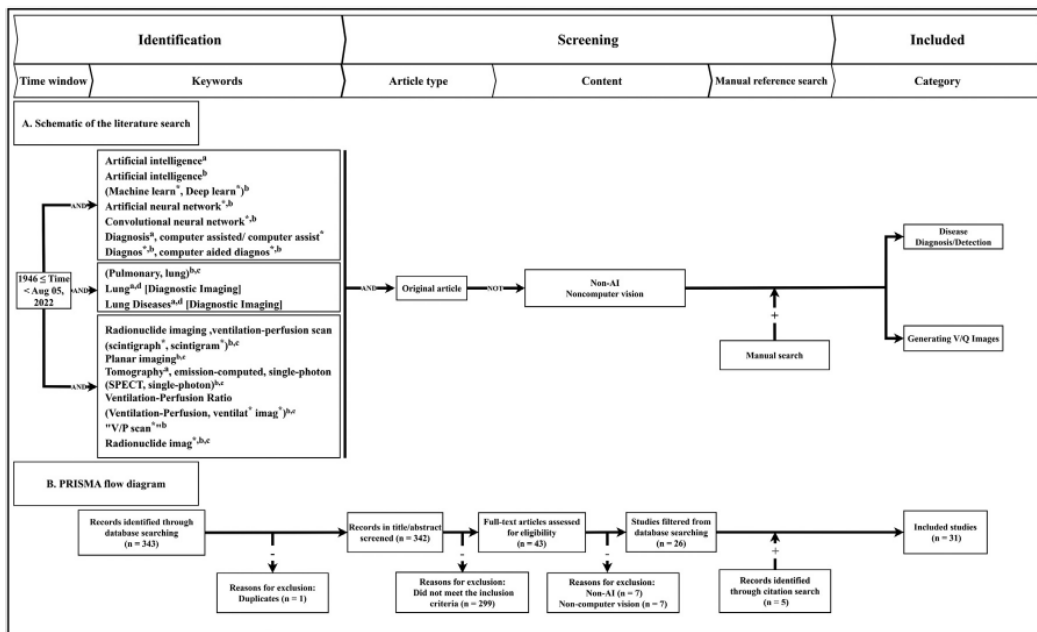 Identification
Screening
Included
Time window
Keywords
Article type
Content
Manual reference search
Category
A. Schematic of the literature search
1946 ≤ Time
< Aug 05,
2022
AND
AND
AND
Artificial intelligence^a
Artificial intelligence^b
(Machine learn*, Deep learn*)^b
Artificial neural network*,b
Convolutional neural network*,b
Diagnosis^a, computer assisted/ computer assist*
Diagnos*,b, computer aided diagnos*,b
(Pulmonary, lung)^b,c
Lung^a,d [Diagnostic Imaging]
Lung Diseases^a,d [Diagnostic Imaging]
Radionuclide imaging ,ventilation-perfusion scan
(scintigraph*, scintigram*)^b,c
Planar imaging^b,c
Tomography^a, emission-computed, single-photon
(SPECT, single-photon)^b,c
Ventilation-Perfusion Ratio
(Ventilation-Perfusion, ventilat* imag*)^b,c
"V/P scan*"^b
Radionuclide imag*,b,c
AND
Original article
NOT
Non-AI
Noncomputer vision
+
Manual search
Disease
Diagnosis/Detection
Generating V/Q Images
B. PRISMA flow diagram
Records identified through
database searching
(n = 343)
-
Reasons for exclusion:
Duplicates (n = 1)
Records in title/abstract
screened (n = 342)
-
Reasons for exclusion:
Did not meet the inclusion
criteria (n = 299)
Full-text articles assessed
for eligibility
(n = 43)
-
Reasons for exclusion:
Non-AI (n = 7)
Non-computer vision (n = 7)
Studies filtered from
database searching
(n = 26)
+
Records identified
through citation search
(n = 5)
Included studies
(n = 31)